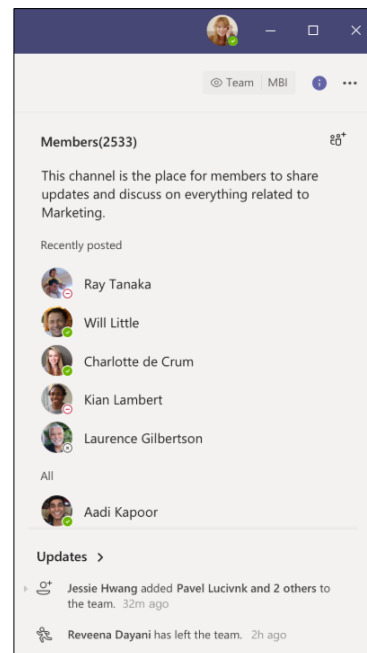 Team MBI
Members(2533)
This channel is the place for members to share
updates and discuss on everything related to
Marketing.
Recently posted
Ray Tanaka
Will Little
Charlotte de Crum
Kian Lambert
Laurence Gilbertson
All
Aadi Kapoor
Updates
Jessie Hwang added Pavel Lucivnk and 2 others to
the team. 32m ago
Reveena Dayani has left the team. 2h ago